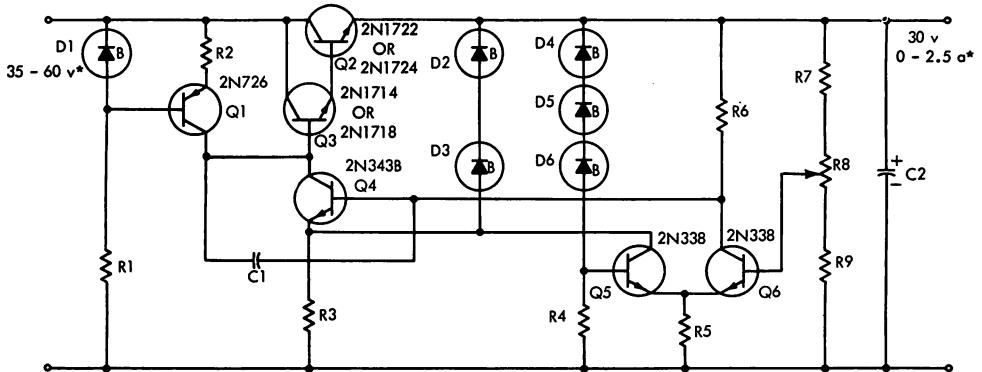 D1
B
35 - 60 v*
R2
2N726
Q1
2N1722
OR
2N1724
Q2
2N1714
OR
2N1718
Q3
2N343B
Q4
D2
B
D3
B
D4
B
D5
B
D6
B
R6
30 v
0 - 2.5 a*
R7
R8
R9
+
C2
-
R1
C1
R3
2N338
2N338
Q5
Q6
R4
R5